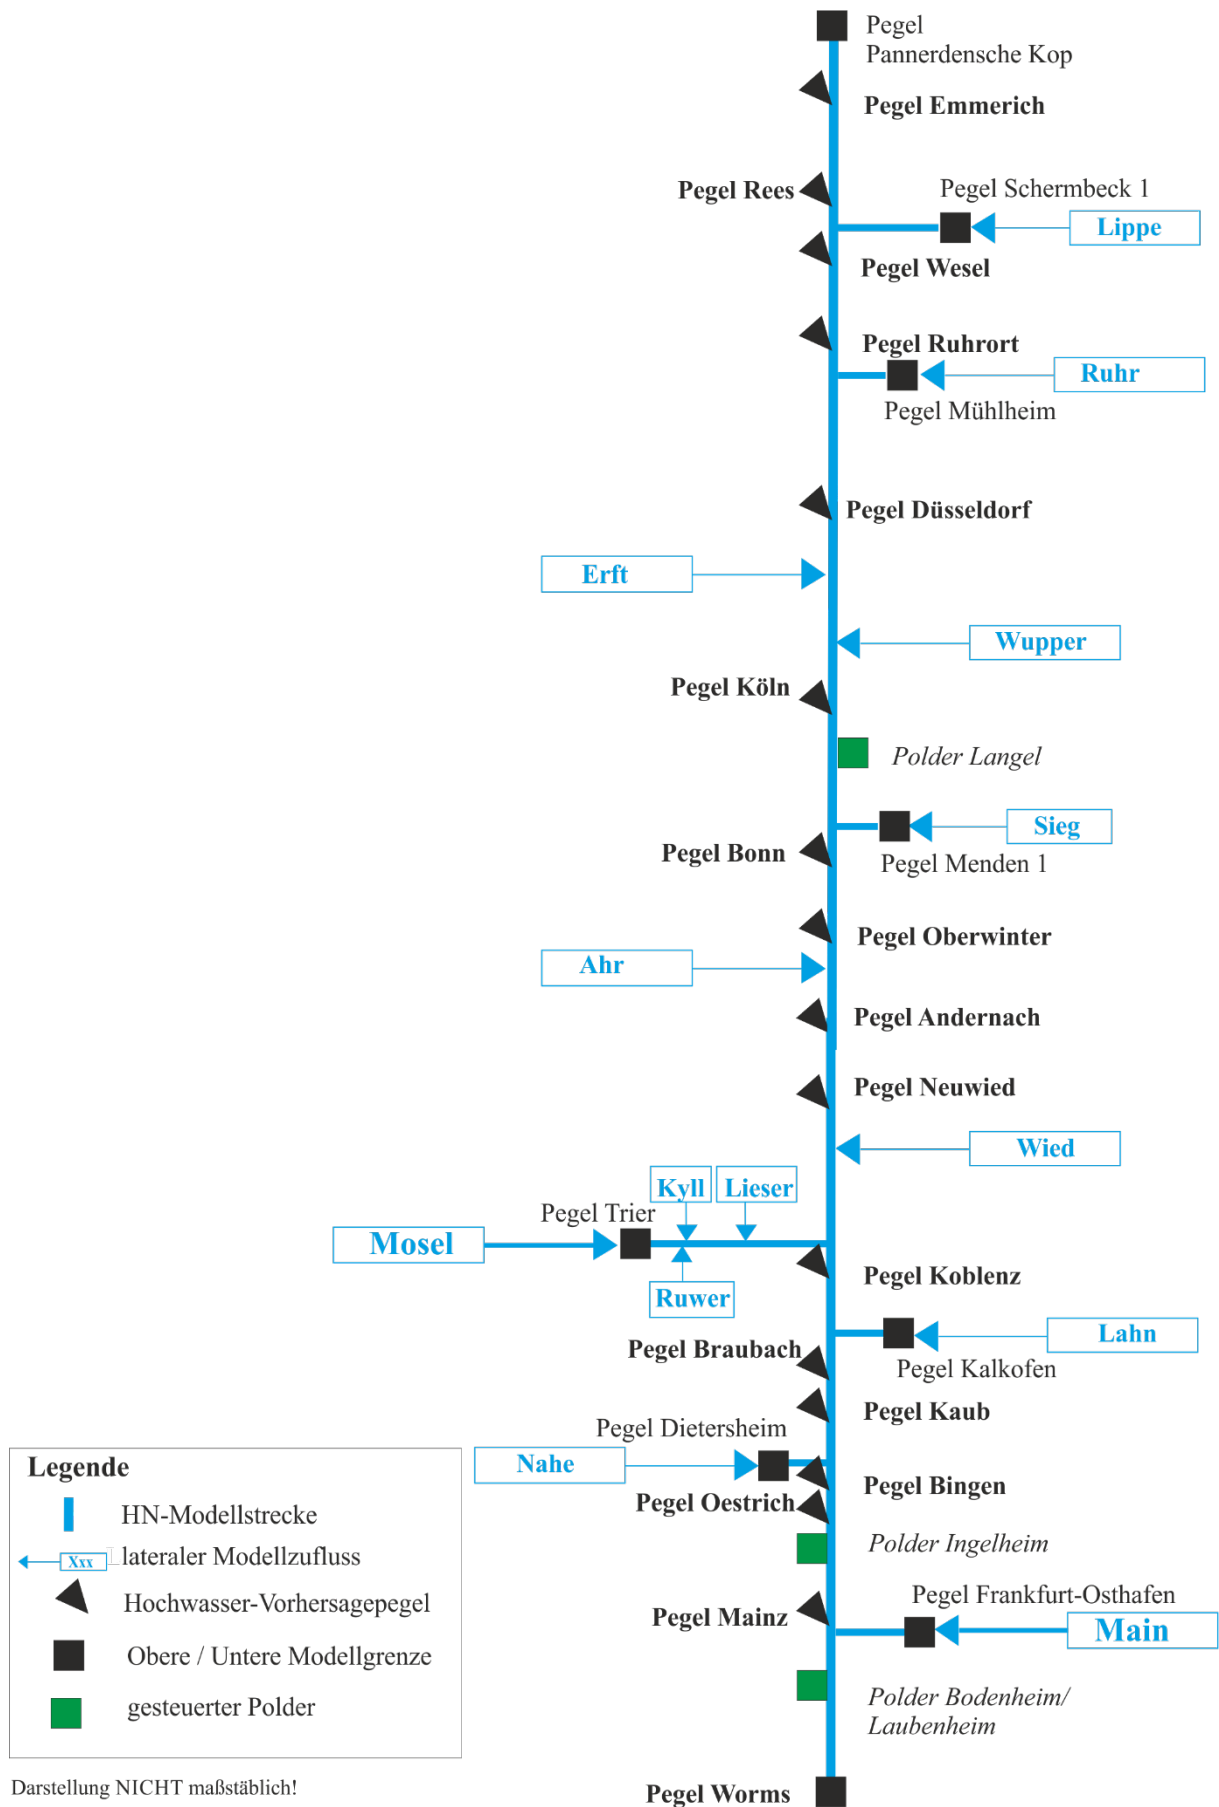 Pegel
Pannerdensche Kop
Pegel Emmerich
Pegel Rees
Pegel Schermbeck 1
Lippe
Pegel Wesel
Pegel Ruhrort
Ruhr
Pegel Mühlheim
Pegel Düsseldorf
Erft
Wupper
Pegel Köln
Polder Langel
Sieg
Pegel Bonn
Pegel Menden 1
Pegel Oberwinter
Ahr
Pegel Andernach
Pegel Neuwied
Wied
Kyll
Lieser
Pegel Trier
Mosel
Ruwer
Pegel Koblenz
Lahn
Pegel Braubach
Pegel Kalkofen
Pegel Kaub
Pegel Dietersheim
Nahe
Pegel Bingen
Pegel Oestrich
Polder Ingelheim
Pegel Frankfurt-Osthafen
Pegel Mainz
Main
Polder Bodenheim/
Laubenheim
Pegel Worms
Legende
HN-Modellstrecke
Xxx lateraler Modellzufluss
Hochwasser-Vorhersagepegel
Obere / Untere Modellgrenze
gesteuerter Polder
Darstellung NICHT maßstäblich!